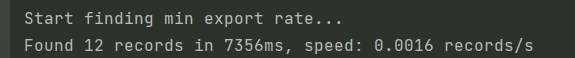 Start finding min export rate...
Found 12 records in 7356ms, speed: 0.0016 records/s